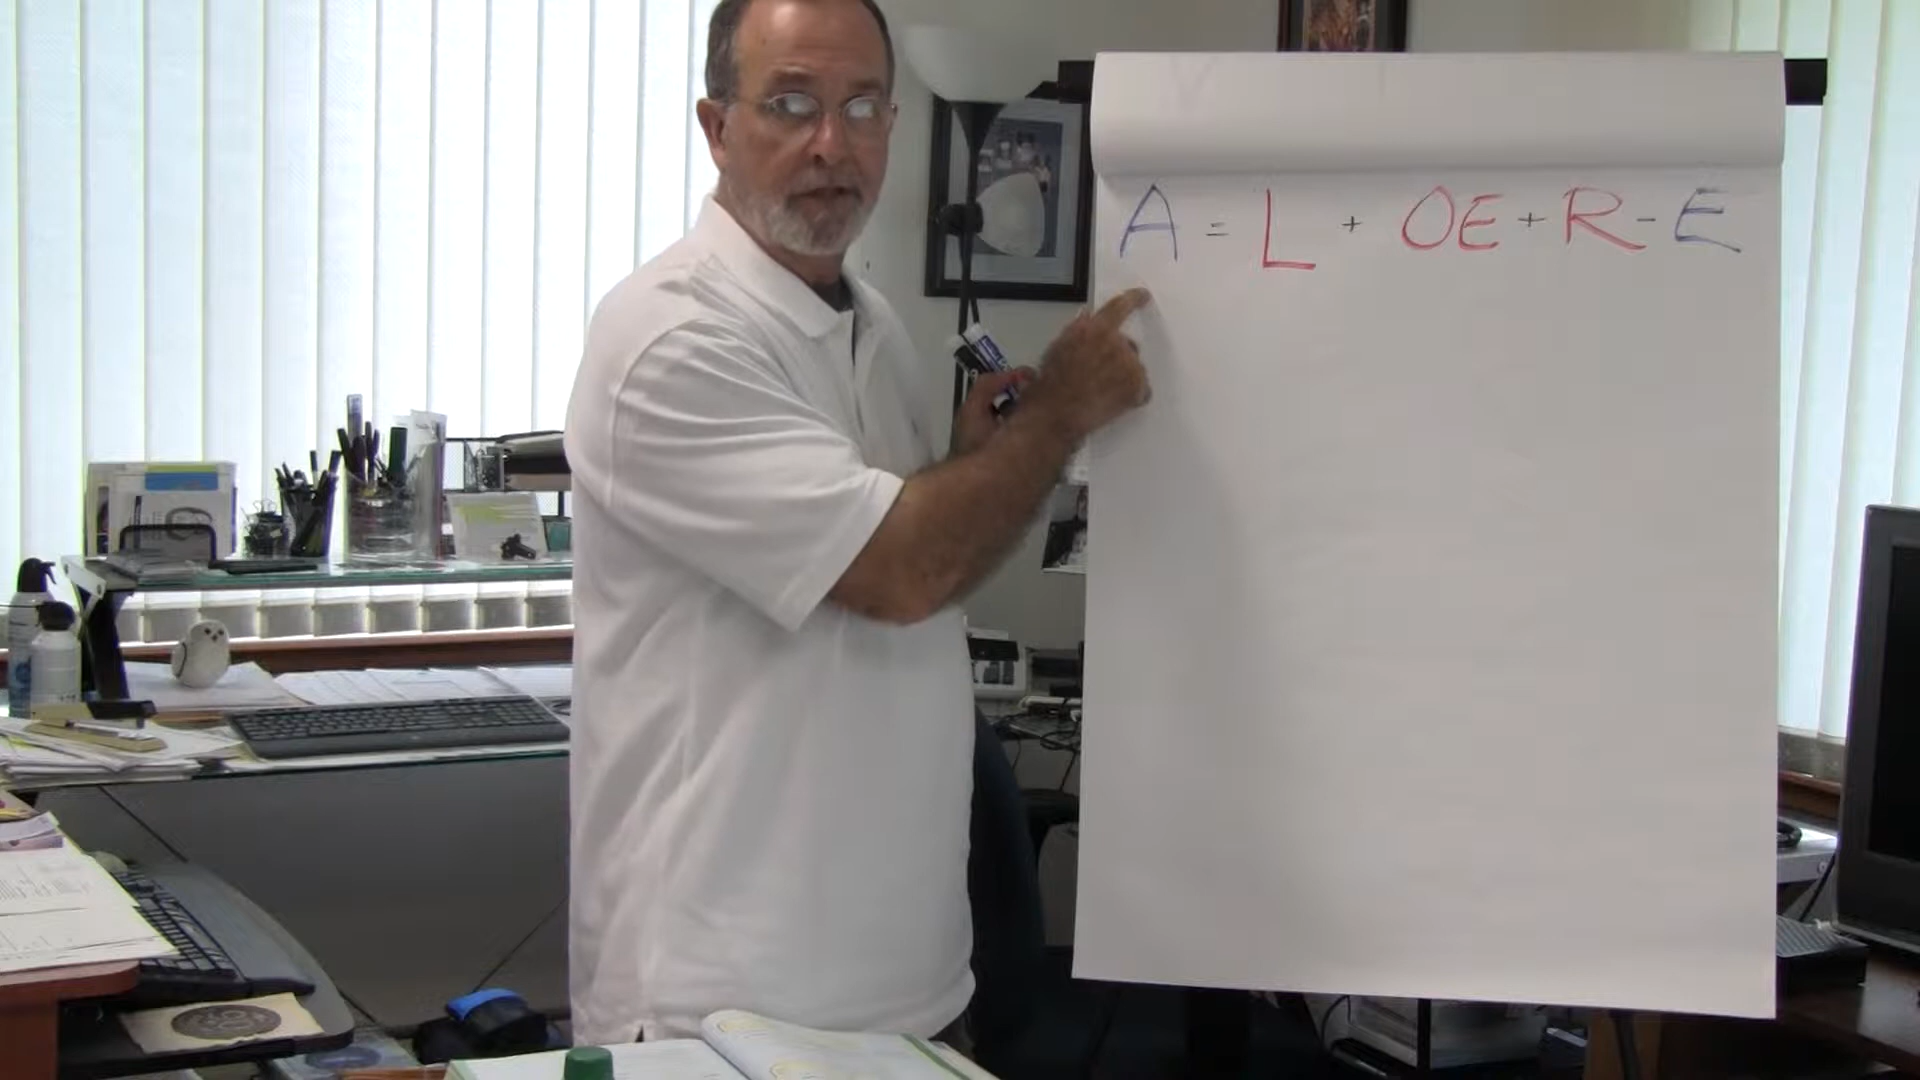 A = L + OE + R - E